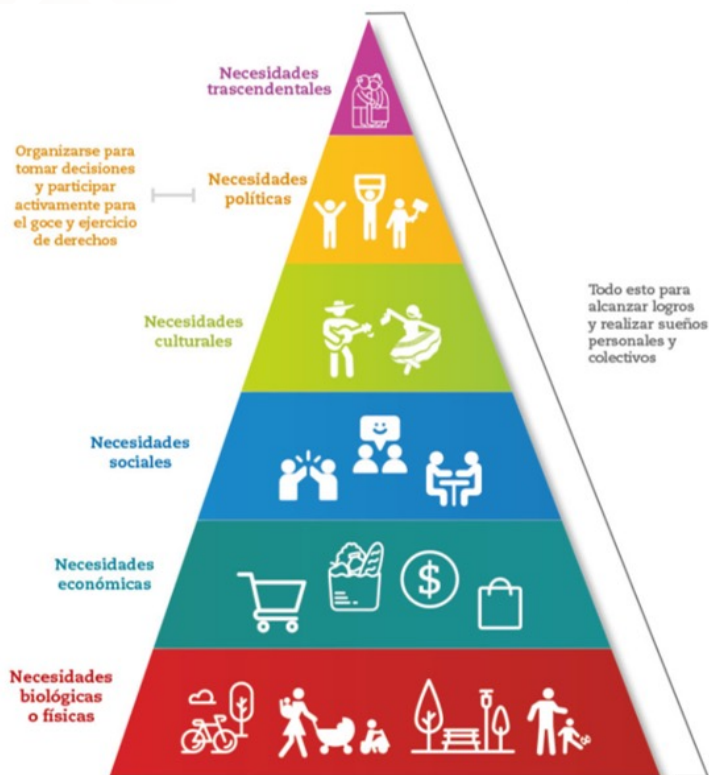 Necesidades
trascendentales
Organizarse para
tomar decisiones
y participar
activamente para
el goce y ejercicio
de derechos
Necesidades
políticas
Necesidades
culturales
Todo esto para
alcanzar logros
y realizar sueños
personales y
colectivos
Necesidades
sociales
Necesidades
económicas
$
Necesidades
biológicas
o físicas